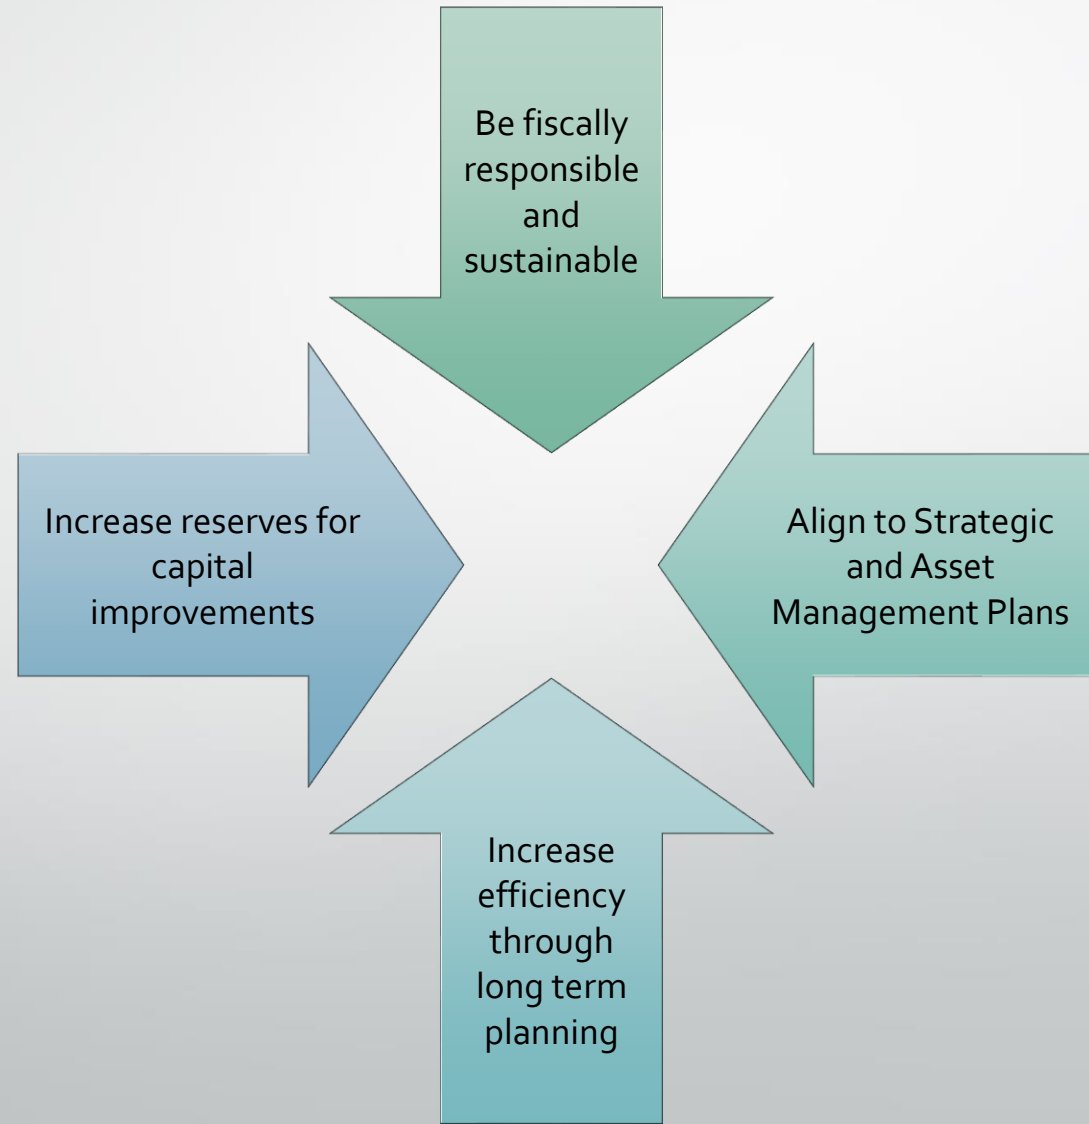 Be fiscally
responsible
and
sustainable
Increase reserves for
capital
improvements
Align to Strategic
and Asset
Management Plans
Increase
efficiency
through
long term
planning